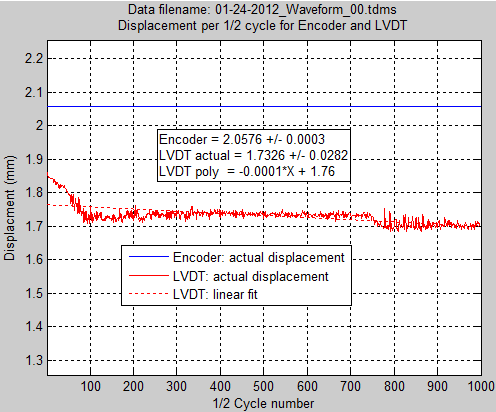 Data filename: 01-24-2012_Waveform_00.tdms
Displacement per 1/2 cycle for Encoder and LVDT
2.2
2.1
2
1.9
1.8
1.7
1.6
1.5
1.4
1.3
Displacment (mm)
Encoder = 2.0576 +/- 0.0003
LVDT actual = 1.7326 +/- 0.0282
LVDT poly = -0.0001*X + 1.76
Encoder: actual displacement
LVDT: actual displacement
LVDT: linear fit
100 200 300 400 500 600 700 800 900 1000
1/2 Cycle number